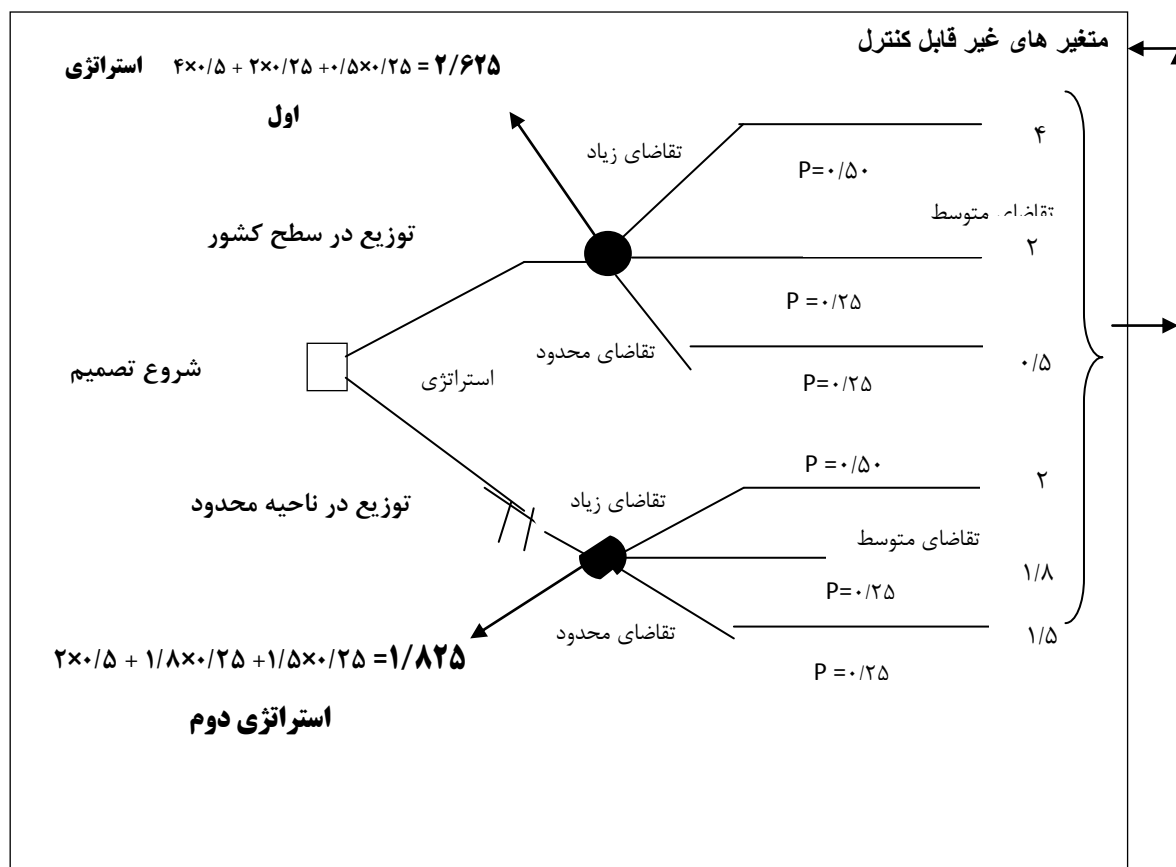 متغیر های غیر قابل کنترل
۴×۰/۵ + ۲×۰/۲۵ +۰/۵×۰/۲۵ = ۲/۶۲۵ استراتژی
اول
تقاضای زیاد
۴
P=۰/۵۰
تقاضای متوسط
توزیع در سطح کشور
۲
P =۰/۲۵
تقاضای محدود
۰/۵
شروع تصمیم
استراتژی
P=۰/۲۵
P =۰/۵۰
۲
توزیع در ناحیه محدود
تقاضای زیاد
تقاضای متوسط
۱/۸
P=۰/۲۵
تقاضای محدود
۱/۵
۲×۰/۵ + ۱/۸×۰/۲۵ +۱/۵×۰/۲۵ =۱/۸۲۵
P =۰/۲۵
استراتژی دوم